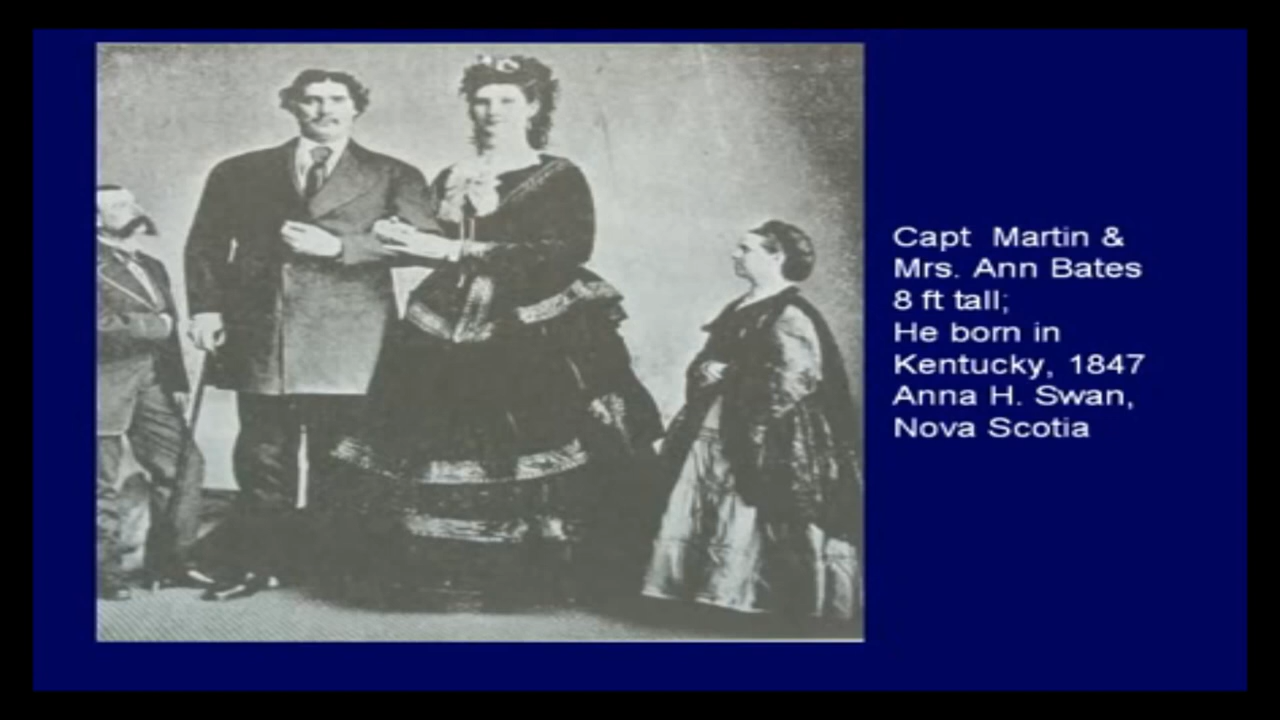 Capt  Martin &
Mrs. Ann Bates
8 ft tall;
He born in
Kentucky, 1847
Anna H. Swan,
Nova Scotia